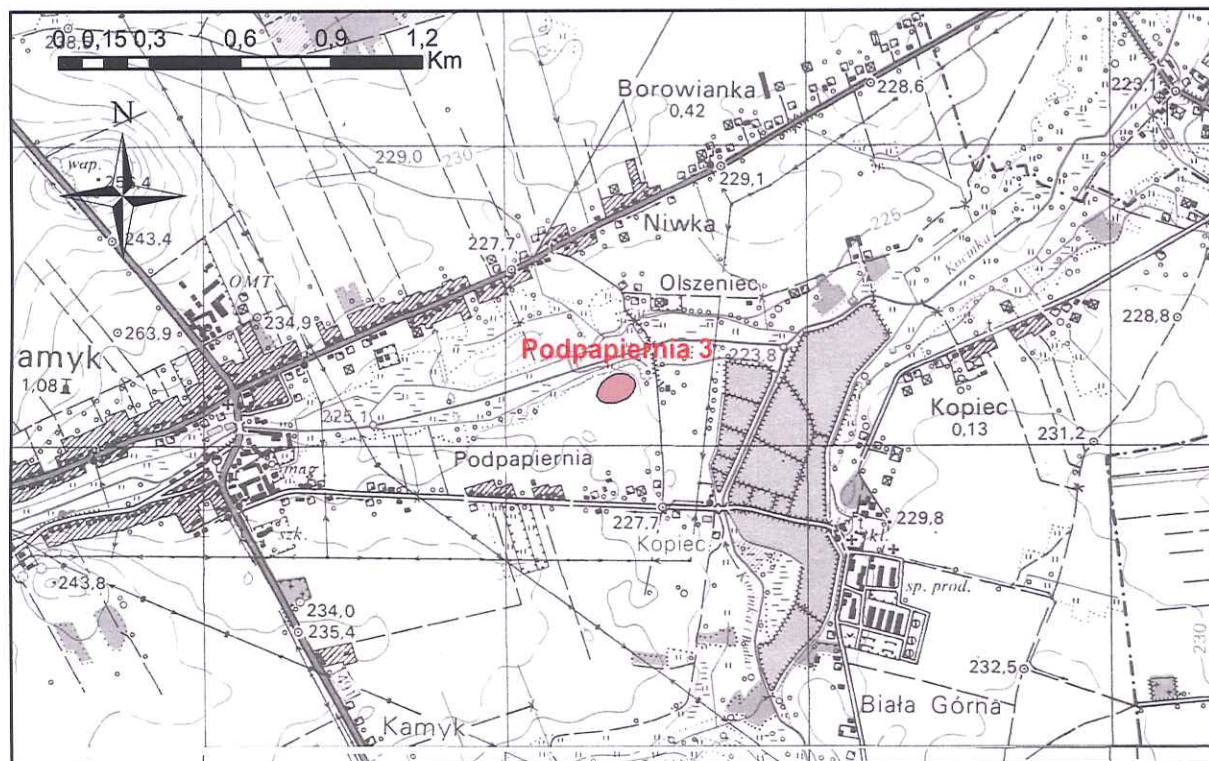 0 0,15 0,3 0,6 0,9 1,2
Km
N
Borowianka
0,42
228,6
223,1
wap.
229,0
230
229,1
243,4
Niwka
227,7
225
Kocinka
OMT
Olszeniec
263,9
234,9
228,8
amyk
1,08
Podpapiernia 3
223,8
Kopiec
0,13
225,1
231,2
Podpapiernia
mag.
227,7
229,8
Kopiec
szk.
kl.
sp. prod.
243,8
234,0
235,4
232,5
230
Biała Górna
Kamyk